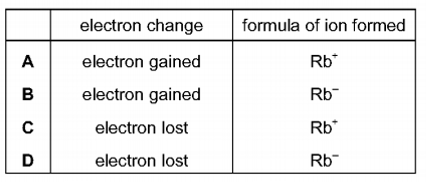 electron change formula of ion formed
A electron gained Rb⁺
B electron gained Rb⁻
C electron lost Rb⁺
D electron lost Rb⁻